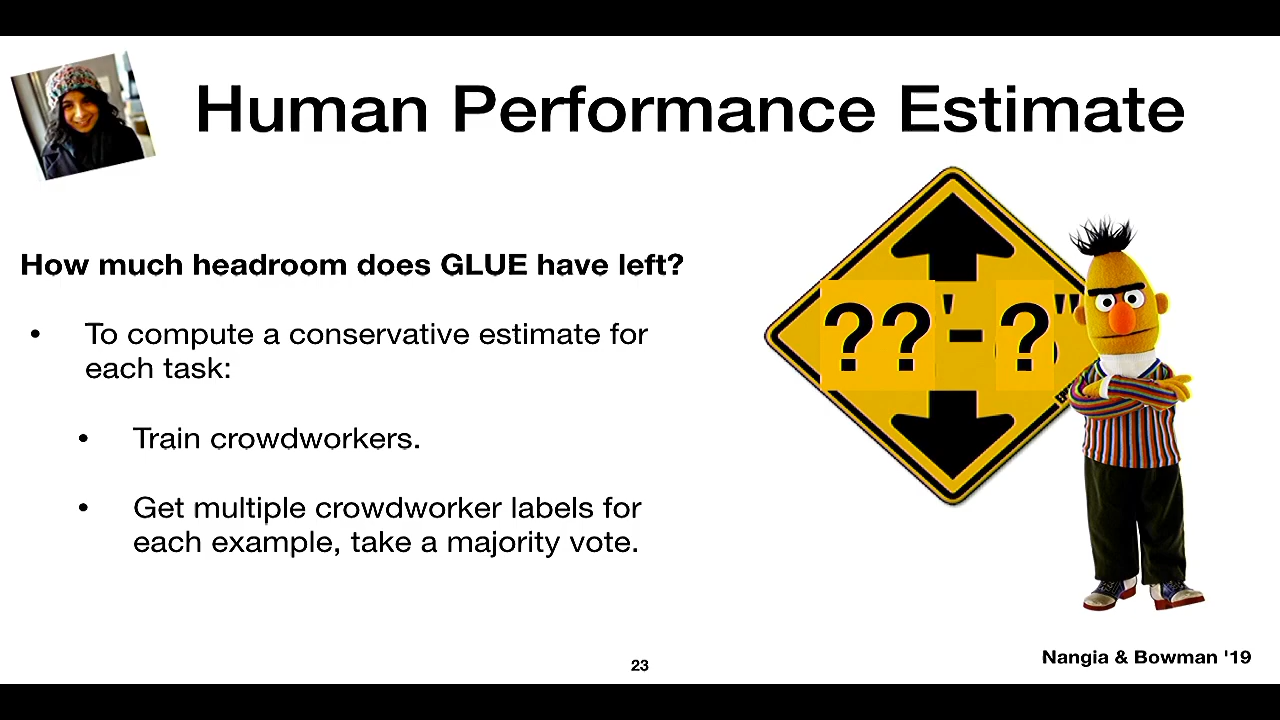 Human Performance Estimate
How much headroom does GLUE have left?
• To compute a conservative estimate for
each task:
• Train crowdworkers.
• Get multiple crowdworker labels for
each example, take a majority vote.
??'-?"
23
Nangia & Bowman '19